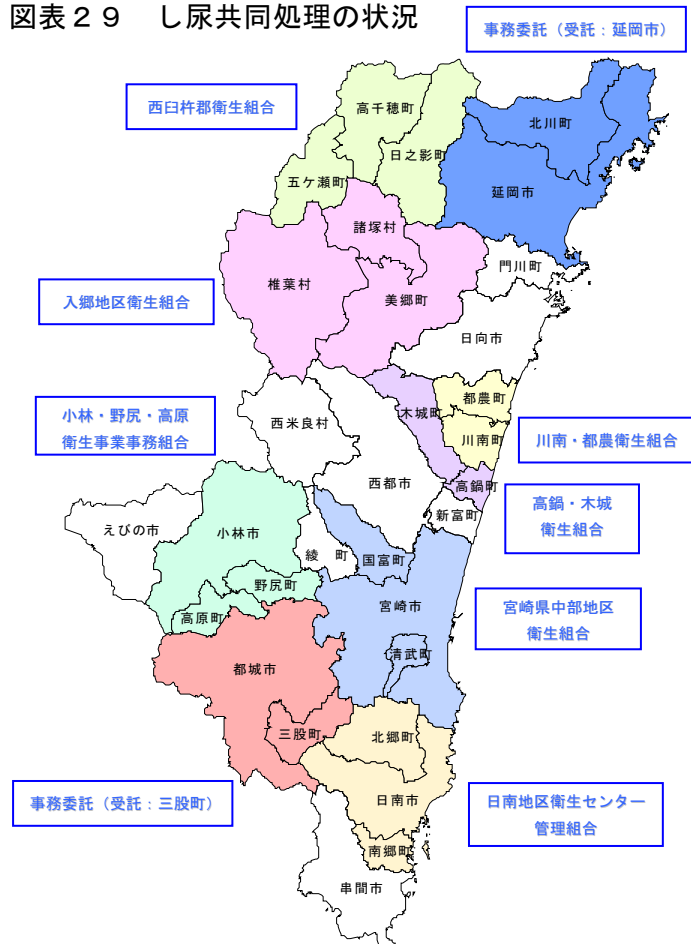 図表29　し尿共同処理の状況
事務委託（受託：延岡市）
西臼杵郡衛生組合
高千穂町
北川町
日之影町
五ケ瀬町
延岡市
諸塚村
門川町
椎葉村
美郷町
入郷地区衛生組合
日向市
都農町
木城町
小林・野尻・高原
衛生事業事務組合
西米良村
川南町
川南・都農衛生組合
西都市
高鍋町
高鍋・木城
衛生組合
新富町
えびの市
小林市
綾　町
国富町
野尻町
宮崎市
宮崎県中部地区
衛生組合
高原町
清武町
都城市
三股町
北郷町
事務委託（受託：三股町）
日南市
日南地区衛生センター
管理組合
南郷町
串間市